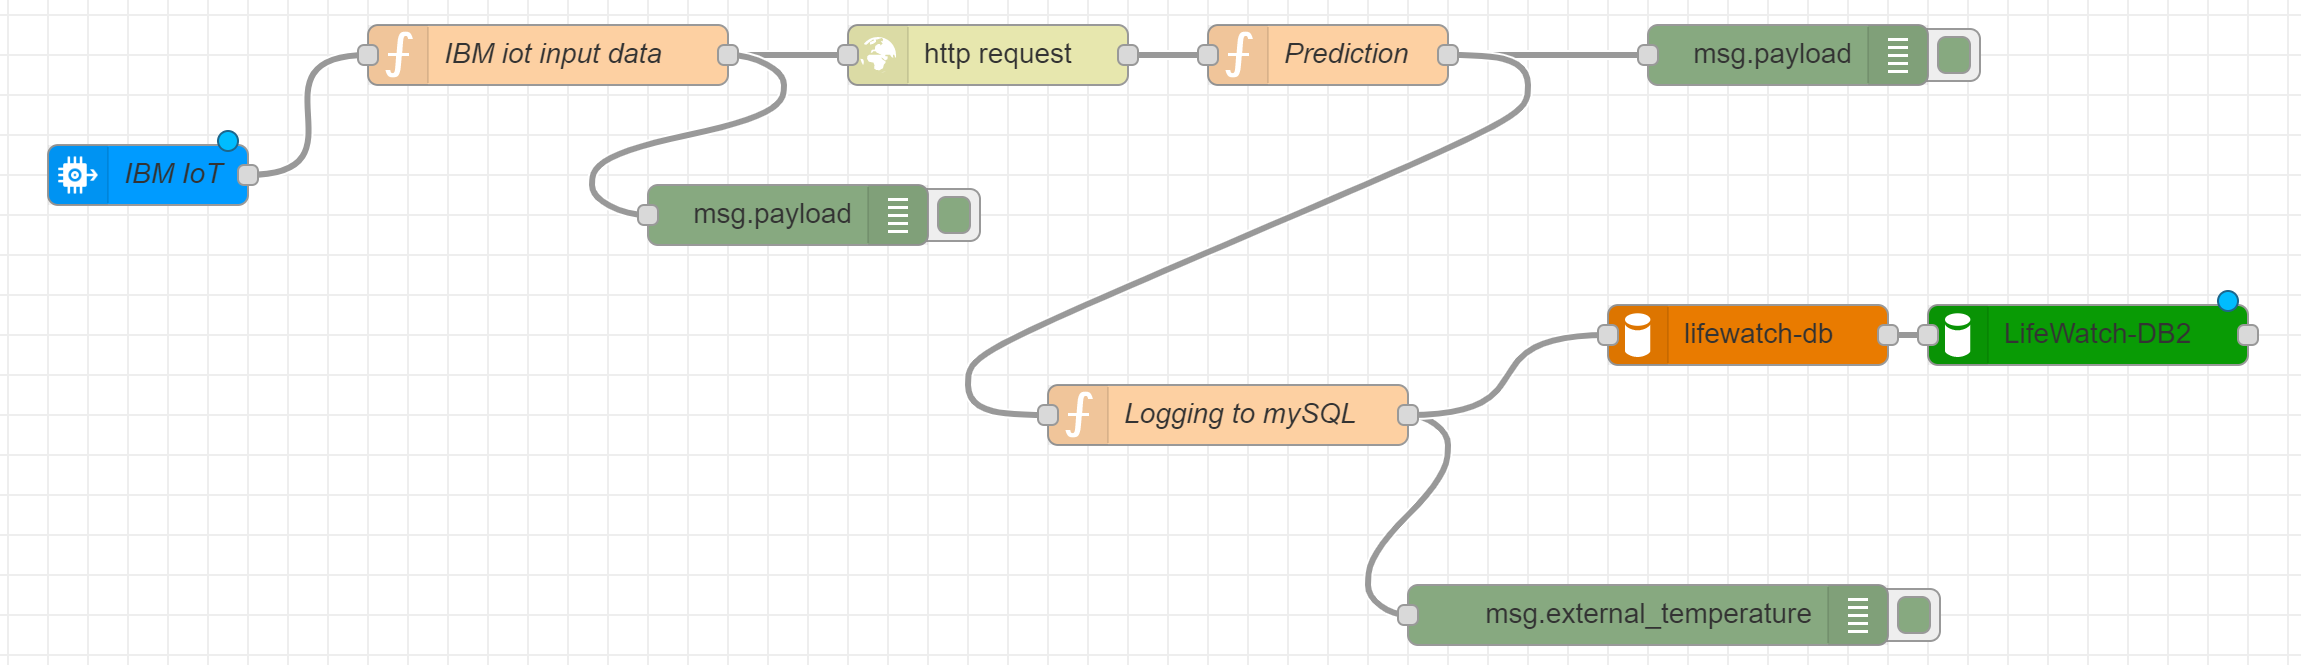 IBM iot input data
http request
Prediction
msg.payload
IBM IoT
msg.payload
lifewatch-db
LifeWatch-DB2
Logging to mySQL
msg.external_temperature